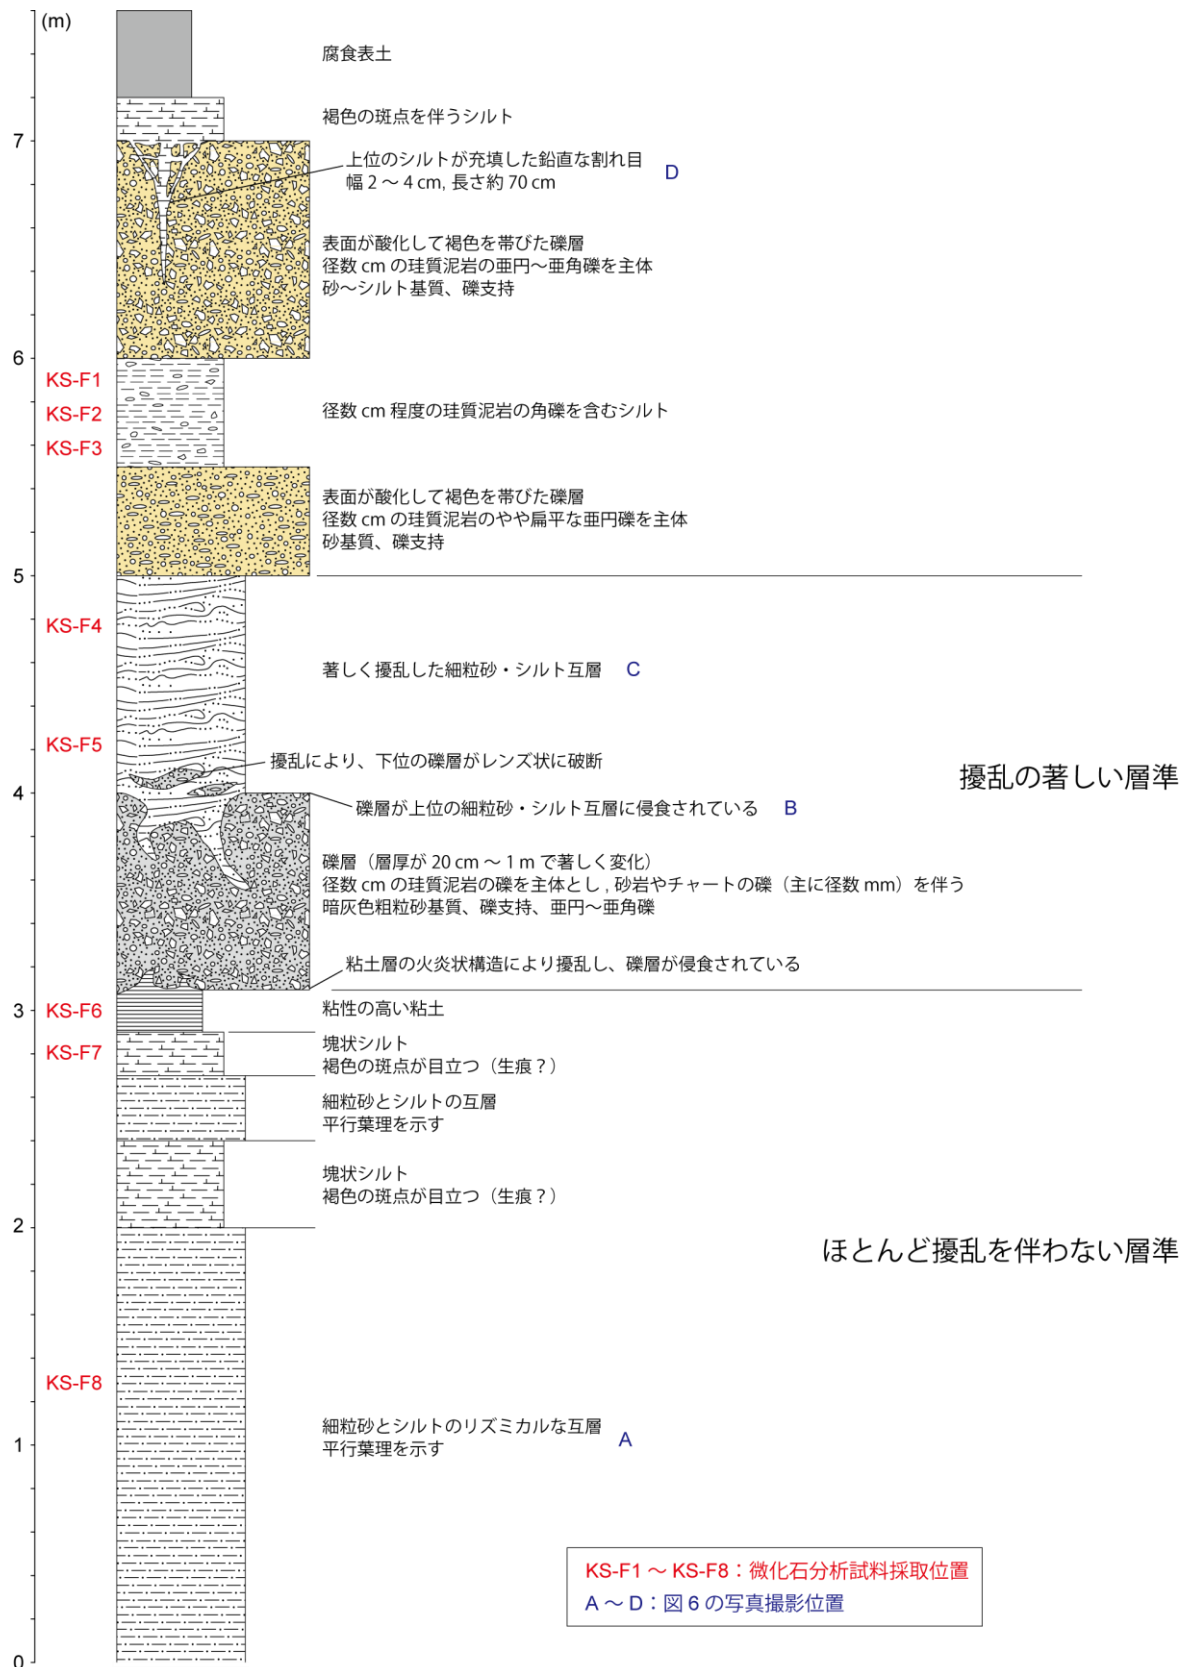 (m)
腐食表土
褐色の斑点を伴うシルト
7
上位のシルトが充填した鉛直な割れ目
幅 2 ~ 4 cm, 長さ約 70 cm
D
表面が酸化して褐色を帯びた礫層
径数 cm の珪質泥岩の亜円~亜角礫を主体
砂~シルト基質、礫支持
6
KS-F1
KS-F2
径数 cm 程度の珪質泥岩の角礫を含むシルト
KS-F3
表面が酸化して褐色を帯びた礫層
径数 cm の珪質泥岩のやや扁平な亜円礫を主体
砂基質、礫支持
5
KS-F4
著しく擾乱した細粒砂・シルト互層
C
KS-F5
擾乱により、下位の礫層がレンズ状に破断
擾乱の著しい層準
4
礫層が上位の細粒砂・シルト互層に侵食されている
B
礫層(層厚が 20 cm ~ 1 m で著しく変化)
径数 cm の珪質泥岩の礫を主体とし , 砂岩やチャートの礫(主に径数 mm)を伴う
暗灰色粗粒砂基質、礫支持、亜円~亜角礫
粘土層の火炎状構造により擾乱し、礫層が侵食されている
3
KS-F6
粘性の高い粘土
KS-F7
塊状シルト
褐色の斑点が目立つ(生痕?)
細粒砂とシルトの互層
平行葉理を示す
塊状シルト
褐色の斑点が目立つ(生痕?)
2
ほとんど擾乱を伴わない層準
KS-F8
細粒砂とシルトのリズミカルな互層
平行葉理を示す
A
1
KS-F1 ~ KS-F8:微化石分析試料採取位置
A ~ D:図 6 の写真撮影位置
0